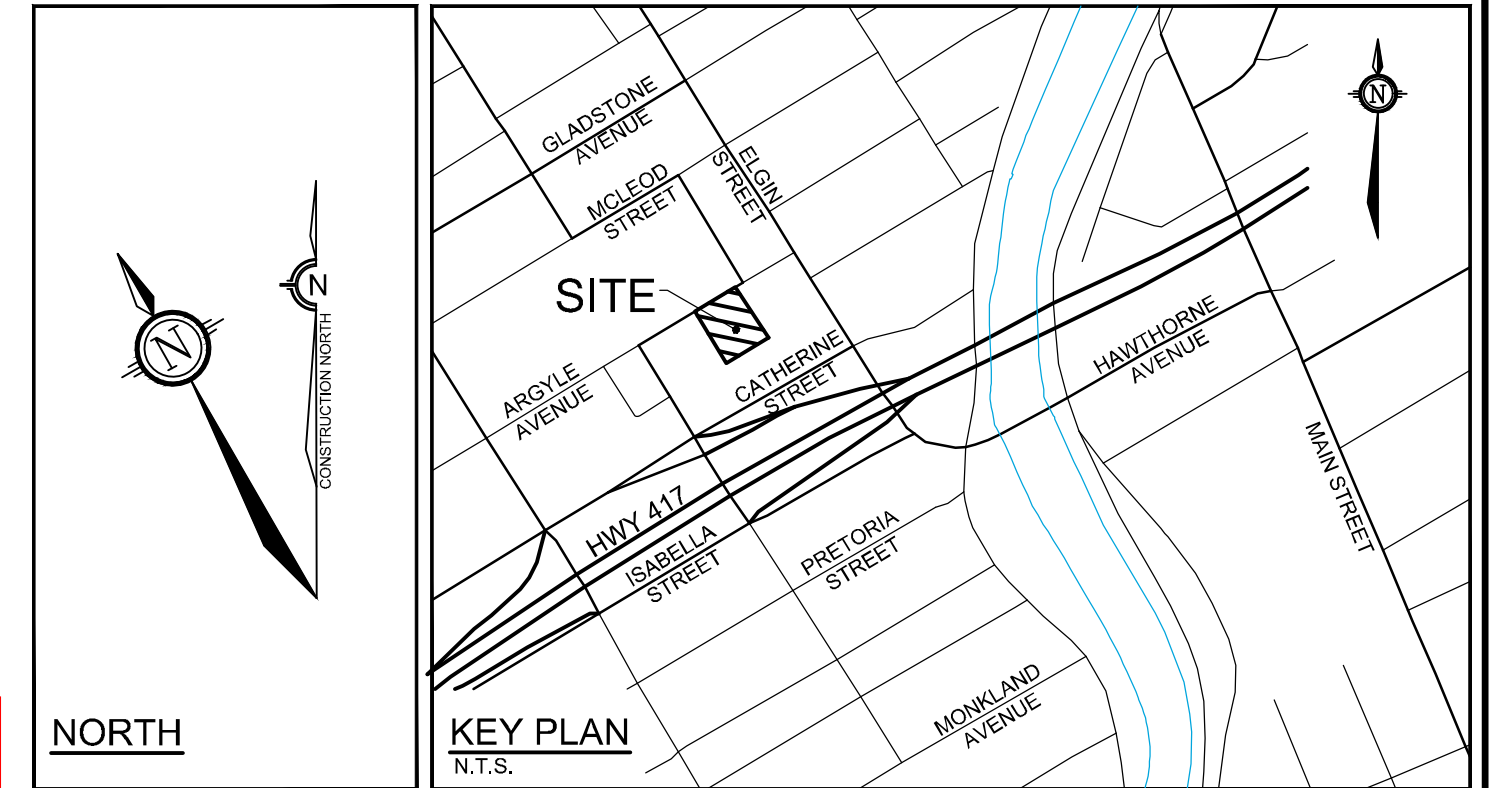 N
N
CONSTRUCTION NORTH
NORTH
GLADSTONE
AVENUE
MCLEOD
STREET
ELGIN
STREET
N
SITE
ARGYLE
AVENUE
CATHERINE
STREET
HAWTHORNE
AVENUE
MAIN STREET
HWY 417
ISABELLA
STREET
PRETORIA
STREET
MONKLAND
AVENUE
KEY PLAN
N.T.S.